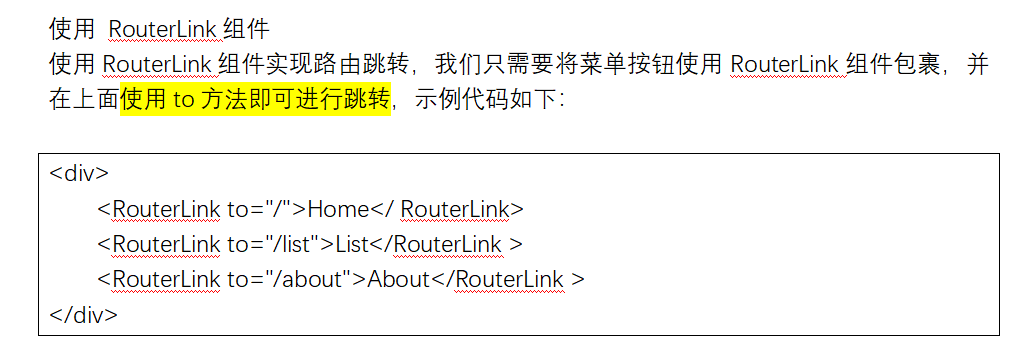 使用 RouterLink 组件
使用 RouterLink 组件实现路由跳转，我们只需要将菜单按钮使用 RouterLink 组件包裹，并
在上面使用 to 方法即可进行跳转，示例代码如下：
<div>
<RouterLink to="/">Home</ RouterLink>
<RouterLink to="/list">List</RouterLink >
<RouterLink to="/about">About</RouterLink >
</div>